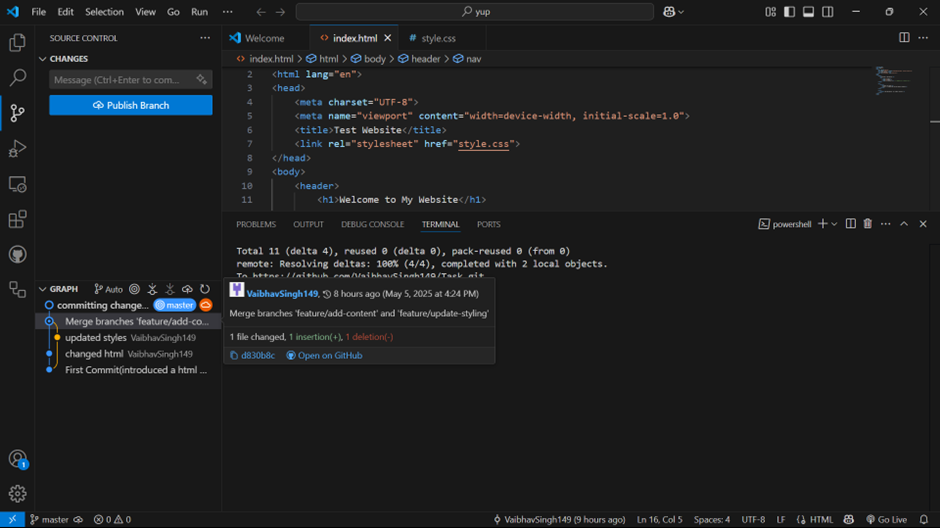 File Edit Selection View Go Run ··· yup
SOURCE CONTROL ···
CHANGES
Message (Ctrl+Enter to com...
Publish Branch
GRAPH Auto
committing change... master
Merge branches 'feature/add-co...
updated styles VaibhavSingh149
changed html VaibhavSingh149
First Commit(introduced a html ...
Welcome index.html # style.css
index.html > html > body > header > nav
2 <html lang="en">
3 <head>
4 <meta charset="UTF-8">
5 <meta name="viewport" content="width=device-width, initial-scale=1.0">
6 <title>Test Website</title>
7 <link rel="stylesheet" href="style.css">
8 </head>
9 <body>
10 <header>
11 <h1>Welcome to My Website</h1>
PROBLEMS OUTPUT DEBUG CONSOLE TERMINAL PORTS powershell
Total 11 (delta 4), reused 0 (delta 0), pack-reused 0 (from 0)
remote: Resolving deltas: 100% (4/4), completed with 2 local objects.
To https://github.com/VaibhavSingh149/Task.git
VaibhavSingh149, 8 hours ago (May 5, 2025 at 4:24 PM)
Merge branches 'feature/add-content' and 'feature/update-styling'
1 file changed, 1 insertion(+), 1 deletion(-)
d830b8c Open on GitHub
1
master 0 0 VaibhavSingh149 (9 hours ago) Ln 16, Col 5 Spaces: 4 UTF-8 LF HTML Go Live